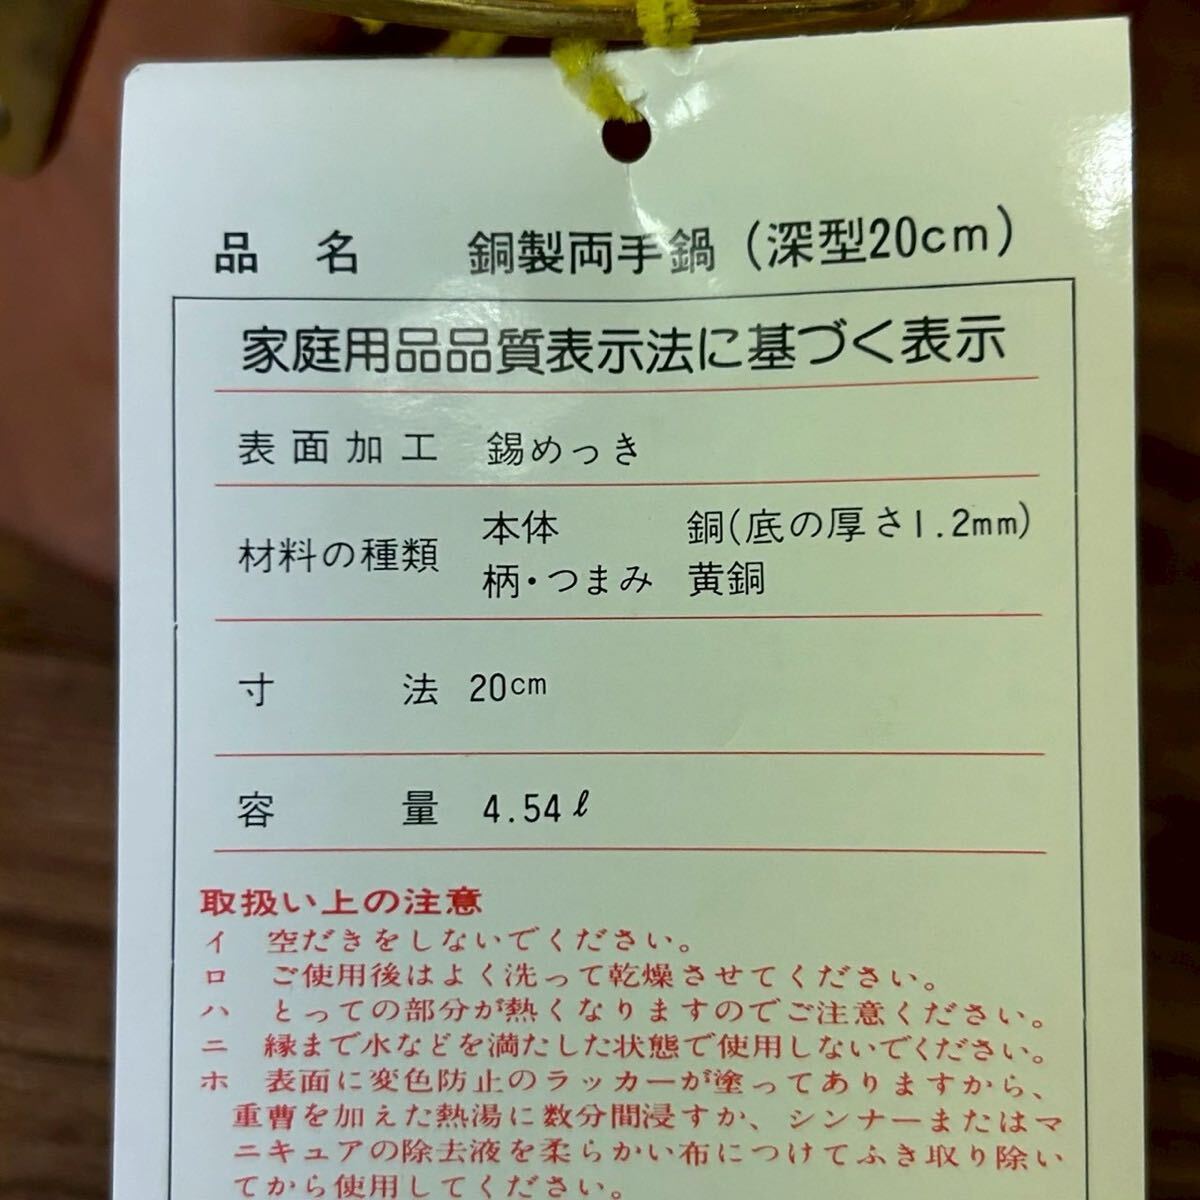 品名　銅製両手鍋（深型20cm）
家庭用品品質表示法に基づく表示
表面加工　錫めっき
材料の種類　本体　銅(底の厚さ1.2mm)
柄・つまみ　黄銅
寸法　20cm
容量　4.54ℓ
取扱い上の注意
イ　空だきをしないでください。
ロ　ご使用後はよく洗って乾燥させてください。
ハ　とっての部分が熱くなりますのでご注意ください。
ニ　縁まで水などを満たした状態で使用しないでください。
ホ　表面に変色防止のラッカーが塗ってありますから、
重曹を加えた熱湯に数分間浸すか、シンナーまたはマ
ニキュアの除去液を柔らかい布につけてふき取り除い
てから使用してください。